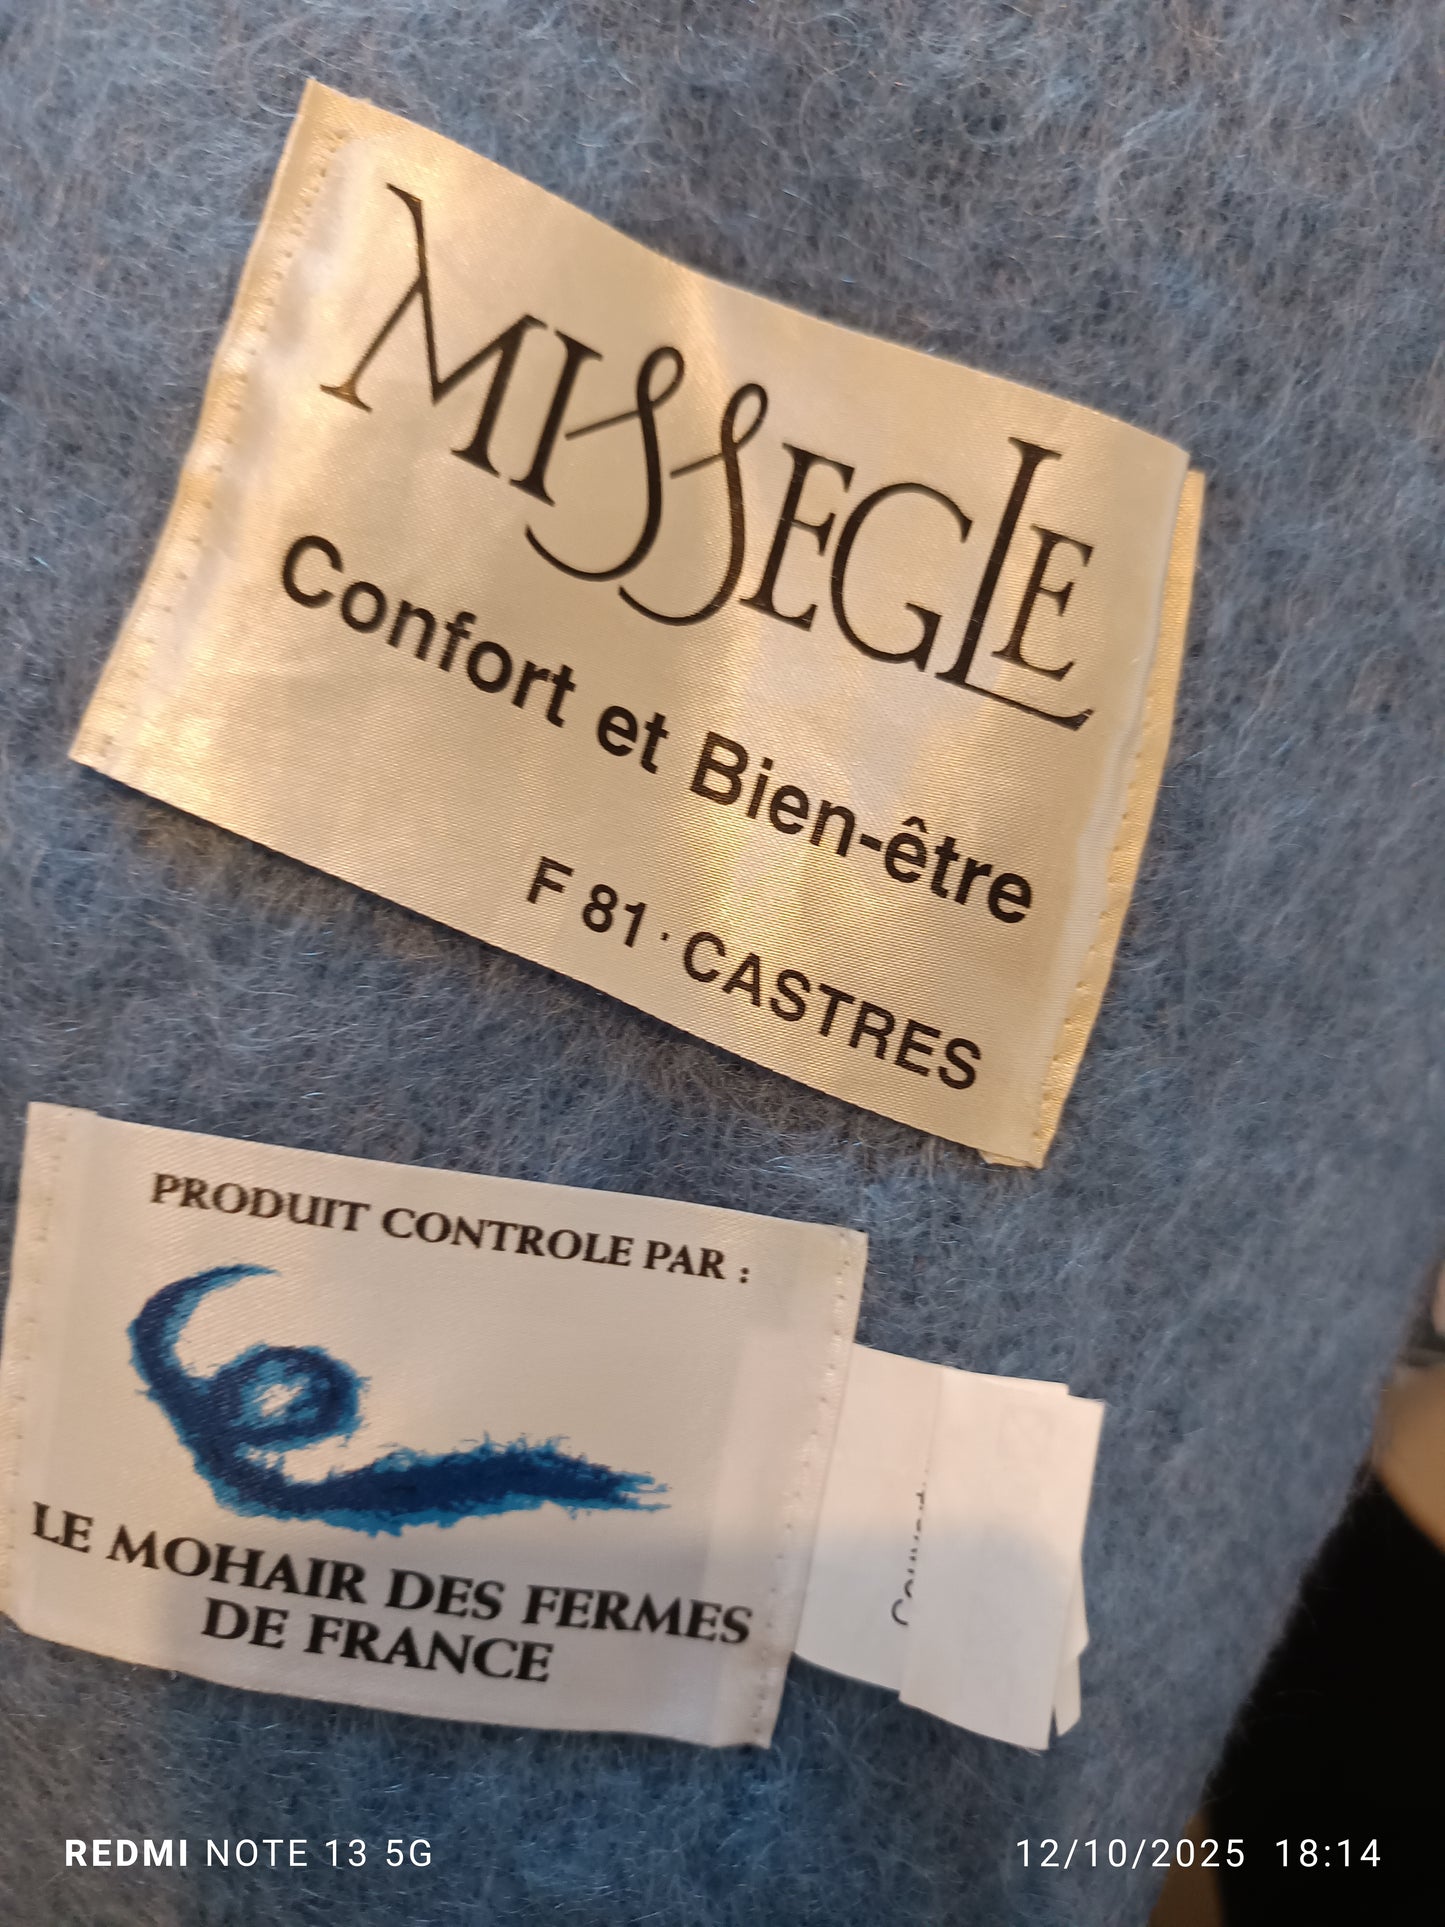 MISSEGLE
Confort et Bien-être
F 81 · CASTRES
PRODUIT CONTROLE PAR :
LE MOHAIR DES FERMES
DE FRANCE
REDMI NOTE 13 5G
12/10/2025 18:14